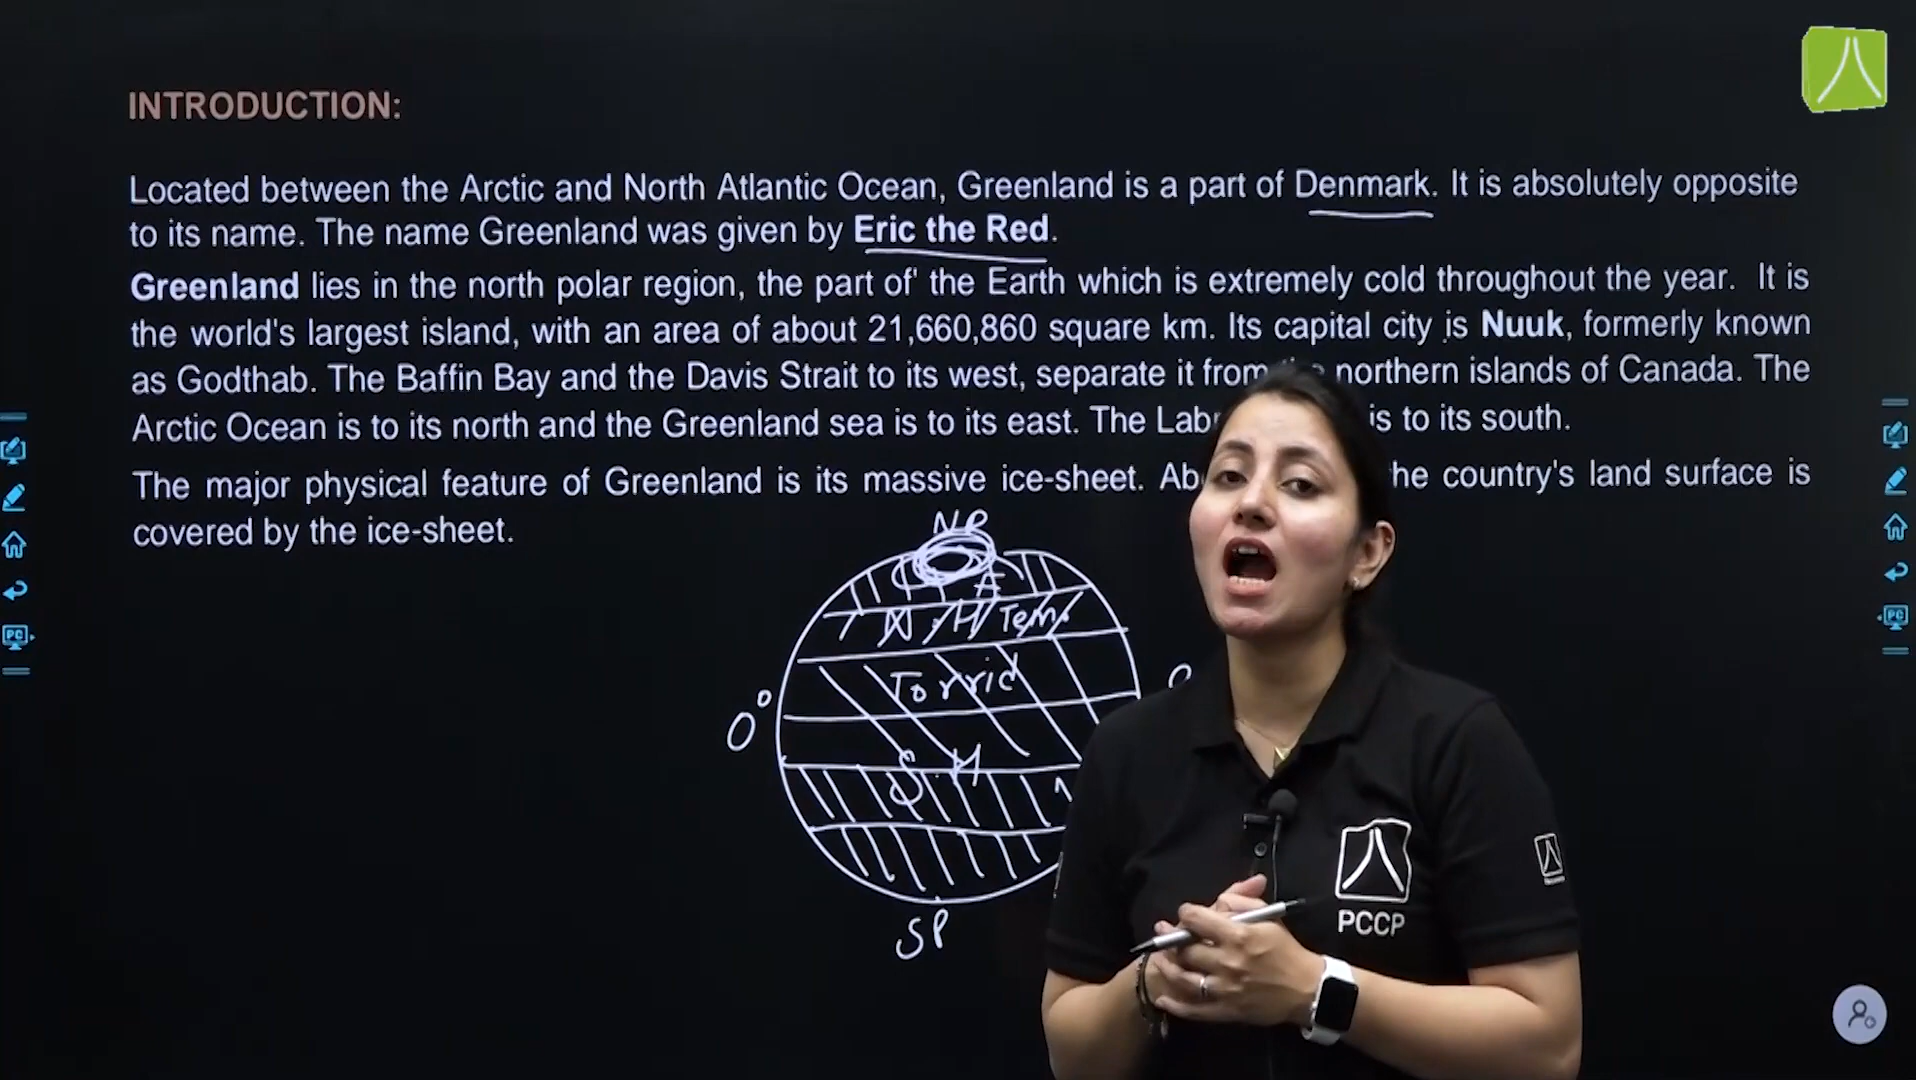 INTRODUCTION:
Located between the Arctic and North Atlantic Ocean, Greenland is a part of Denmark. It is absolutely opposite
to its name. The name Greenland was given by Eric the Red.
Greenland lies in the north polar region, the part of' the Earth which is extremely cold throughout the year. It is
the world's largest island, with an area of about 21,660,860 square km. Its capital city is Nuuk, formerly known
as Godthab. The Baffin Bay and the Davis Strait to its west, separate it from northern islands of Canada. The
Arctic Ocean is to its north and the Greenland sea is to its east. The is to its south.
The major physical feature of Greenland is its massive ice-sheet. country's land surface is
covered by the ice-sheet.
NP
N H Temp
Torrid
0°
S H
SP
PCCP
PC
PC